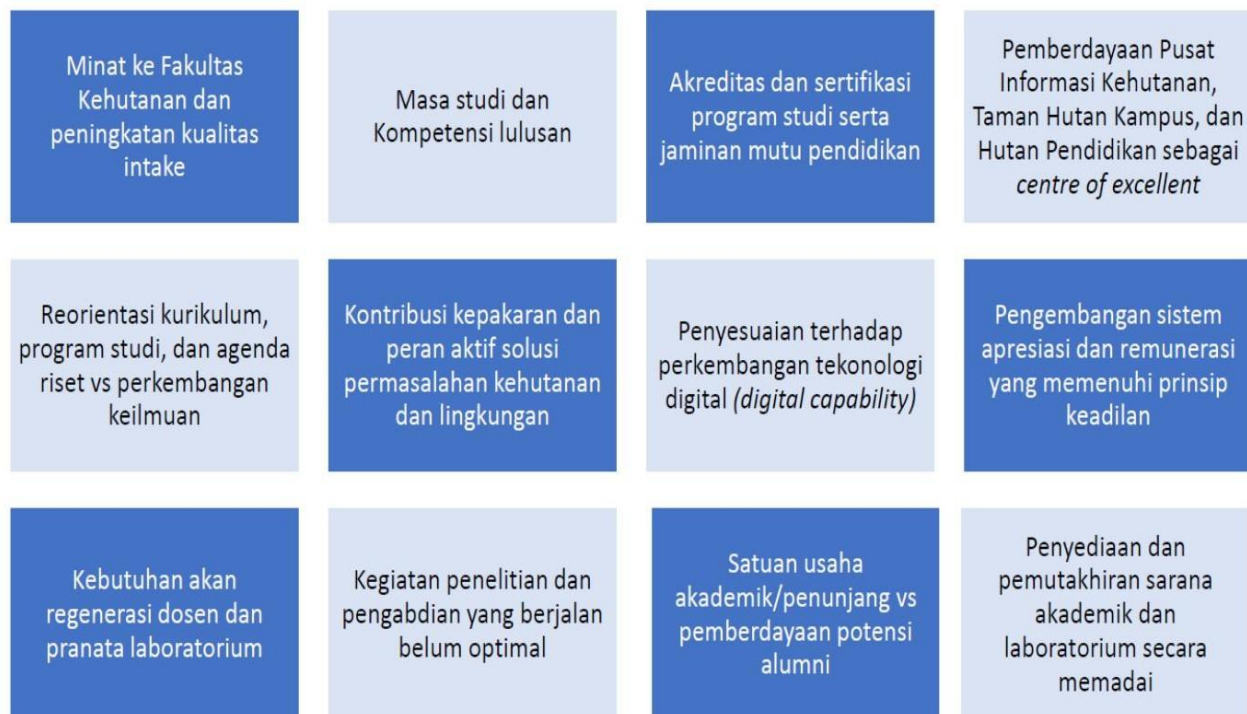 Minat ke Fakultas
Kehutanan dan
peningkatan kualitas
intake
Masa studi dan
Kompetensi lulusan
Akreditas dan sertifikasi
program studi serta
jaminan mutu pendidikan
Pemberdayaan Pusat
Informasi Kehutanan,
Taman Hutan Kampus, dan
Hutan Pendidikan sebagai
centre of excellent
Reorientasi kurikulum,
program studi, dan agenda
riset vs perkembangan
keilmuan
Kontribusi kepakaran dan
peran aktif solusi
permasalahan kehutanan
dan lingkungan
Penyesuaian terhadap
perkembangan tekonologi
digital (digital capability)
Pengembangan sistem
apresiasi dan remunerasi
yang memenuhi prinsip
keadilan
Kebutuhan akan
regenerasi dosen dan
pranata laboratorium
Kegiatan penelitian dan
pengabdian yang berjalan
belum optimal
Satuan usaha
akademik/penunjang vs
pemberdayaan potensi
alumni
Penyediaan dan
pemutakhiran sarana
akademik dan
laboratorium secara
memadai